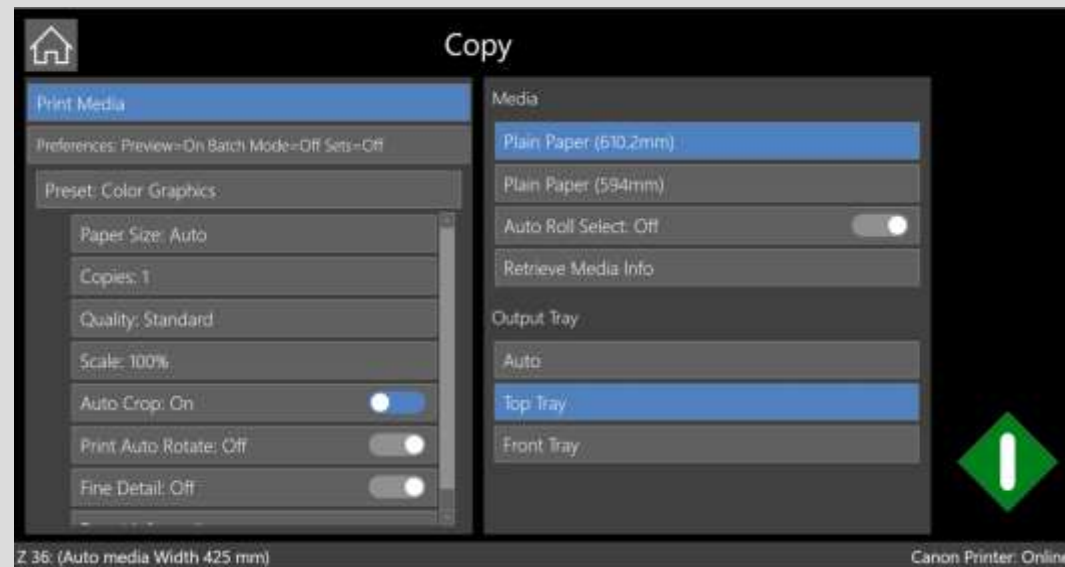 Copy
Print Media
Preferences: Preview=On Batch Mode=Off Sets=Off
Preset: Color Graphics
Paper Size: Auto
Copies: 1
Quality: Standard
Scale: 100%
Auto Crop: On
Print Auto Rotate: Off
Fine Detail: Off
Media
Plain Paper (610.2mm)
Plain Paper (594mm)
Auto Roll Select: Off
Retrieve Media Info
Output Tray
Auto
Top Tray
Front Tray
Z 36: (Auto media Width 425 mm)
Canon Printer: Online